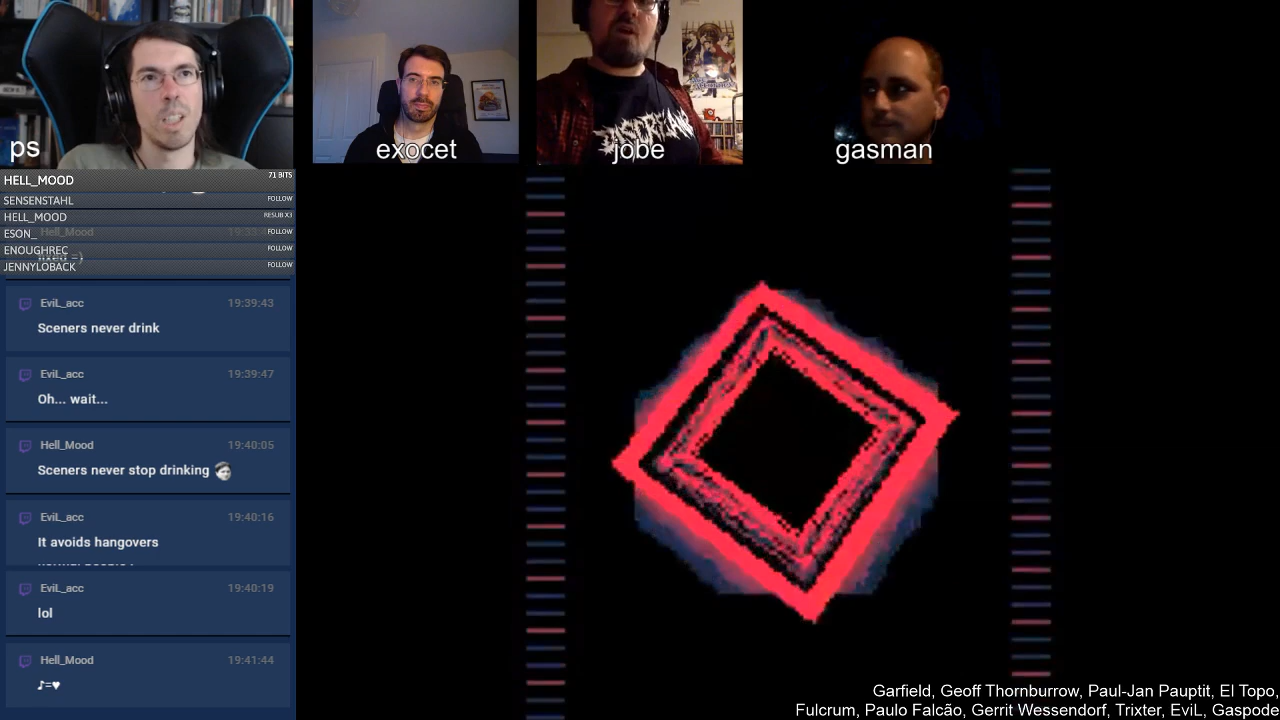 ps
exocet
jobe
gasman
HELL_MOOD 71 BITS
SENSENSTAHL FOLLOW
HELL_MOOD RESUB X3
ESON_ Hell_Mood FOLLOW
ENOUGHREC FOLLOW
JENNYLOBACK FOLLOW
EviL_acc 19:39:43
Sceners never drink
EviL_acc 19:39:47
Oh... wait...
Hell_Mood 19:40:05
Sceners never stop drinking
EviL_acc 19:40:16
It avoids hangovers
EviL_acc 19:40:19
lol
Hell_Mood 19:41:44
♪=♥
Garfield, Geoff Thornburrow, Paul-Jan Pauptit, El Topo,
Fulcrum, Paulo Falcão, Gerrit Wessendorf, Trixter, EviL, Gaspode